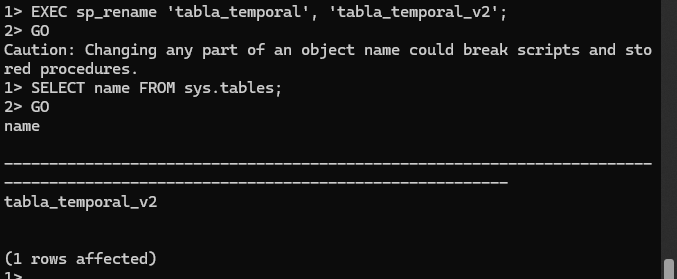 1> EXEC sp_rename 'tabla_temporal', 'tabla_temporal_v2';
2> GO
Caution: Changing any part of an object name could break scripts and sto
red procedures.
1> SELECT name FROM sys.tables;
2> GO
name

------------------------------------------------------------------------
--------------------------------------------------------
tabla_temporal_v2


(1 rows affected)
1>